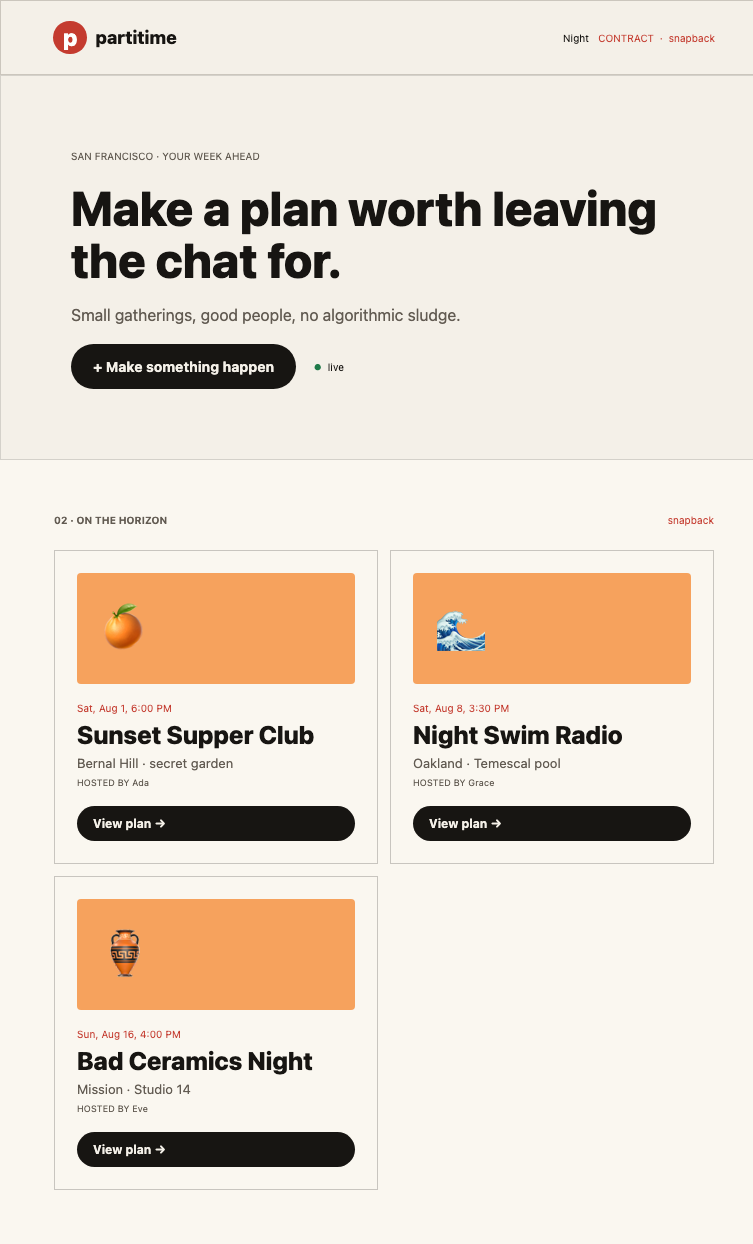 p partitime
Night CONTRACT · snapback
SAN FRANCISCO · YOUR WEEK AHEAD
Make a plan worth leaving
the chat for.
Small gatherings, good people, no algorithmic sludge.
+ Make something happen
live
02 · ON THE HORIZON
snapback
Sat, Aug 1, 6:00 PM
Sunset Supper Club
Bernal Hill · secret garden
HOSTED BY Ada
View plan →
Sat, Aug 8, 3:30 PM
Night Swim Radio
Oakland · Temescal pool
HOSTED BY Grace
View plan →
Sun, Aug 16, 4:00 PM
Bad Ceramics Night
Mission · Studio 14
HOSTED BY Eve
View plan →